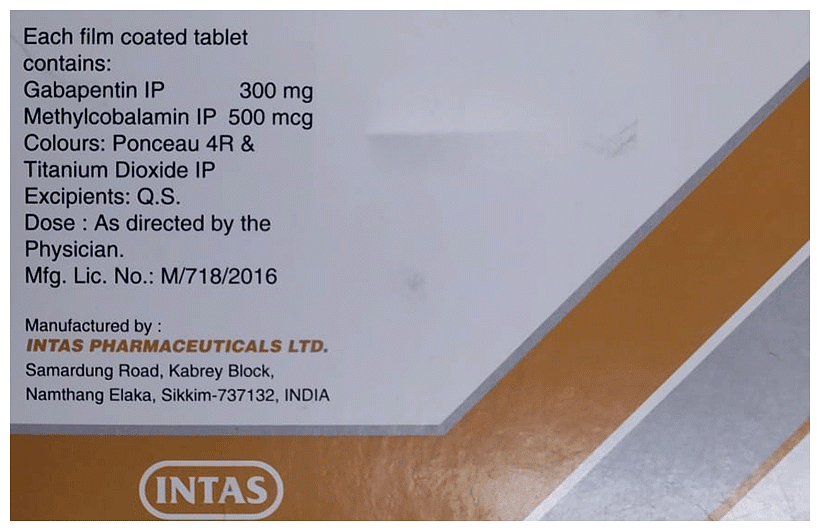 Each film coated tablet
contains:
Gabapentin IP 300 mg
Methylcobalamin IP 500 mcg
Colours: Ponceau 4R &
Titanium Dioxide IP
Excipients: Q.S.
Dose : As directed by the
Physician.
Mfg. Lic. No.: M/718/2016
Manufactured by :
INTAS PHARMACEUTICALS LTD.
Samardung Road, Kabrey Block,
Namthang Elaka, Sikkim-737132, INDIA
INTAS